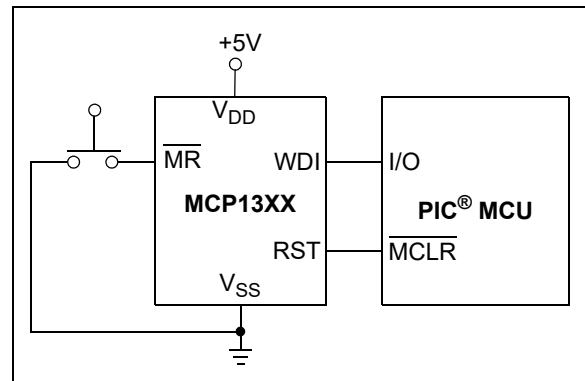 +5V
VDD
MR
WDI
I/O
MCP13XX
PIC® MCU
RST
MCLR
VSS